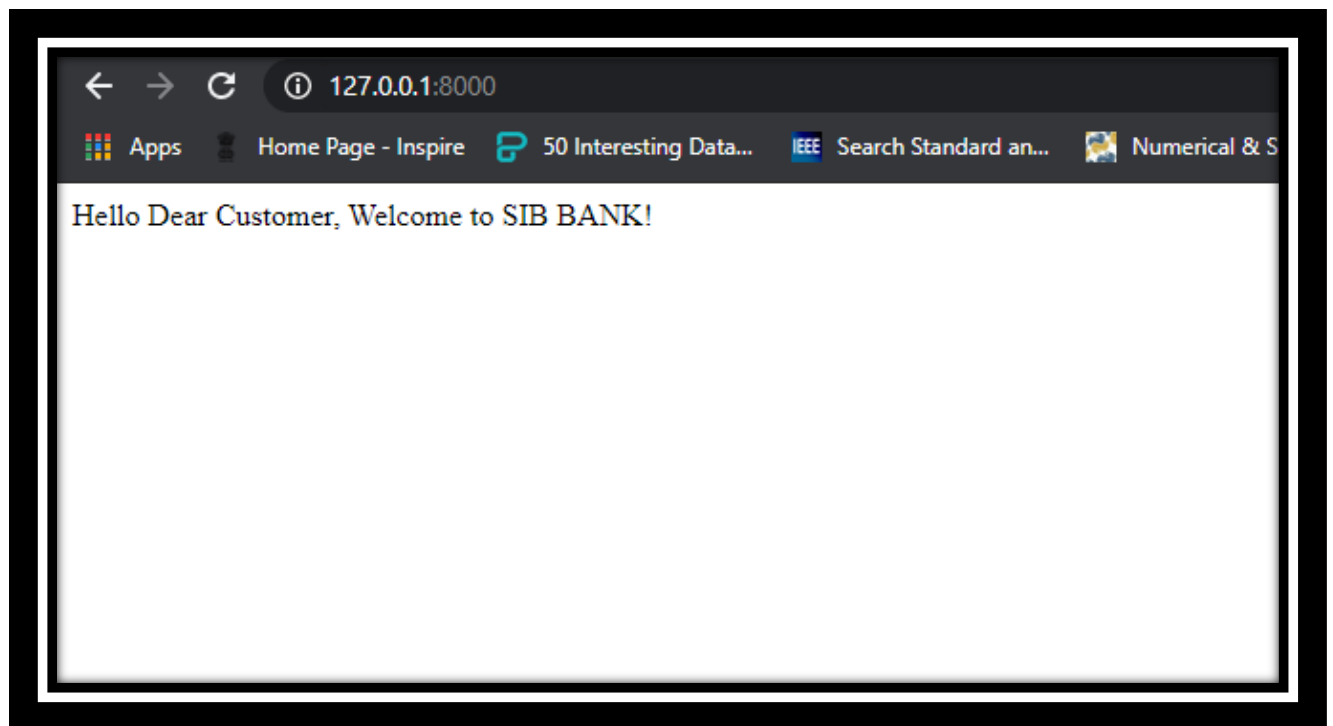 127.0.0.1:8000
Apps Home Page - Inspire 50 Interesting Data... IEEE Search Standard an... Numerical & S
Hello Dear Customer, Welcome to SIB BANK!